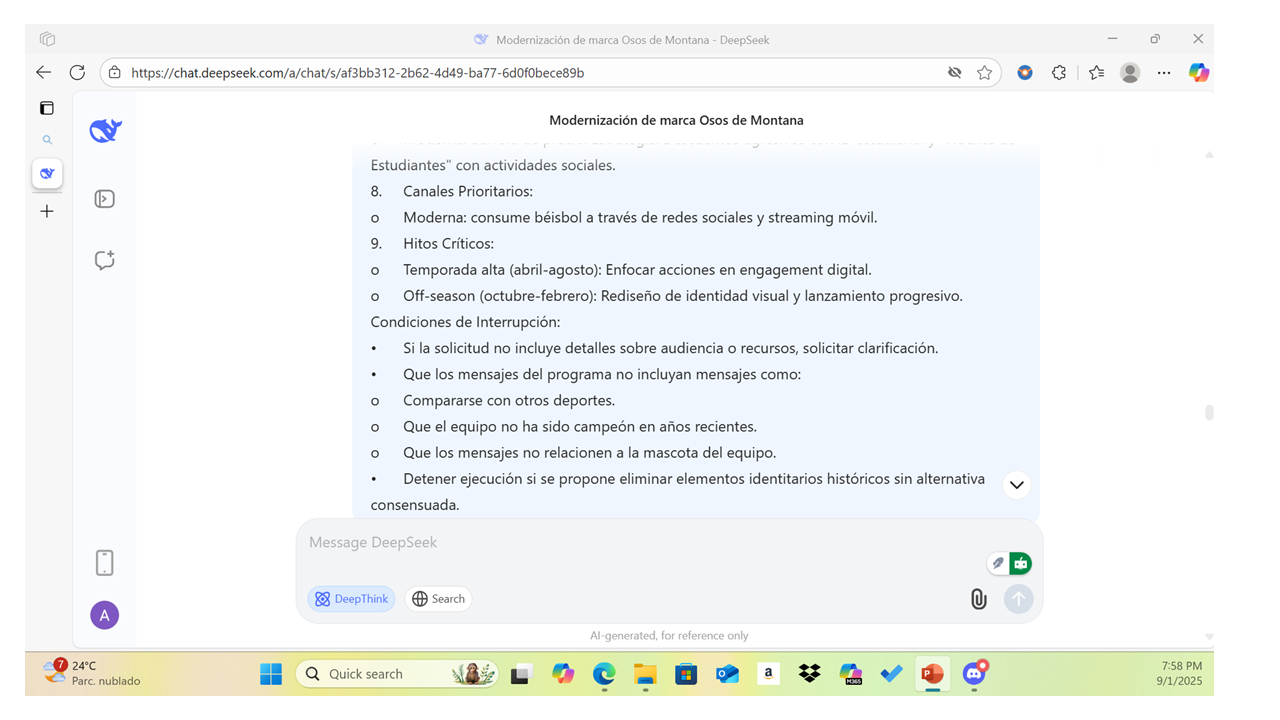 Modernización de marca Osos de Montana - DeepSeek
https://chat.deepseek.com/a/chat/s/af3bb312-2b62-4d49-ba77-6d0f0bece89b
Modernización de marca Osos de Montana
Estudiantes" con actividades sociales.
8. Canales Prioritarios:
o Moderna: consume béisbol a través de redes sociales y streaming móvil.
9. Hitos Críticos:
o Temporada alta (abril-agosto): Enfocar acciones en engagement digital.
o Off-season (octubre-febrero): Rediseño de identidad visual y lanzamiento progresivo.
Condiciones de Interrupción:
• Si la solicitud no incluye detalles sobre audiencia o recursos, solicitar clarificación.
• Que los mensajes del programa no incluyan mensajes como:
o Compararse con otros deportes.
o Que el equipo no ha sido campeón en años recientes.
o Que los mensajes no relacionen a la mascota del equipo.
• Detener ejecución si se propone eliminar elementos identitarios históricos sin alternativa
consensuada.
Message DeepSeek
DeepThink
Search
A
AI-generated, for reference only
7
24°C
Parc. nublado
Quick search
a
M365
P
7:58 PM
9/1/2025